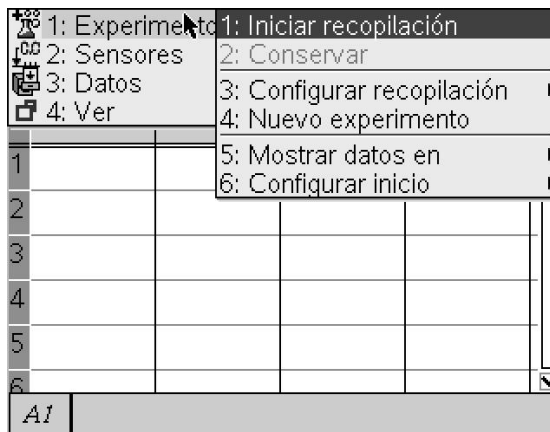 1: Experimento
2: Sensores
3: Datos
4: Ver
1: Iniciar recopilación
2: Conservar
3: Configurar recopilación
4: Nuevo experimento
5: Mostrar datos en
6: Configurar inicio
1
2
3
4
5
6
A1